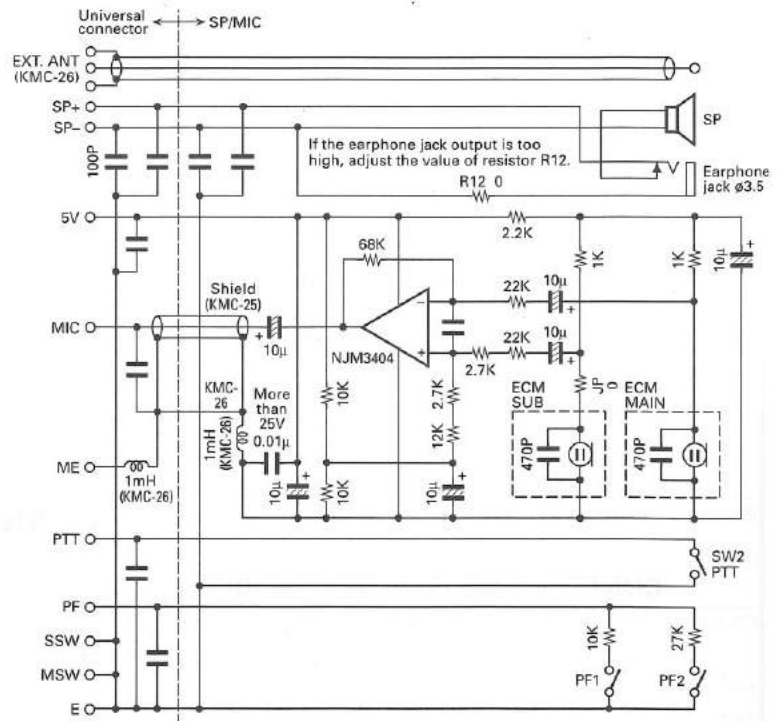 Universal
connector
SP/MIC
EXT. ANT
(KMC-26)
SP+
SP−
SP
100P
If the earphone jack output is too
high, adjust the value of resistor R12.
R12 0
Earphone
jack ø3.5
5V
2.2K
68K
1K
1K
10μ
+
Shield
(KMC-25)
22K
10μ
+
MIC
+
10μ
−
+
NJM3404
22K
10μ
+
2.7K
KMC-
26
More
than
25V
0.01μ
10K
2.7K
12K
JP
0
ECM
SUB
ECM
MAIN
470P
470P
1mH
(KMC-26)
ME
1mH
(KMC-26)
10μ
+
10K
10μ
+
PTT
SW2
PTT
PF
10K
27K
SSW
MSW
PF1
PF2
E